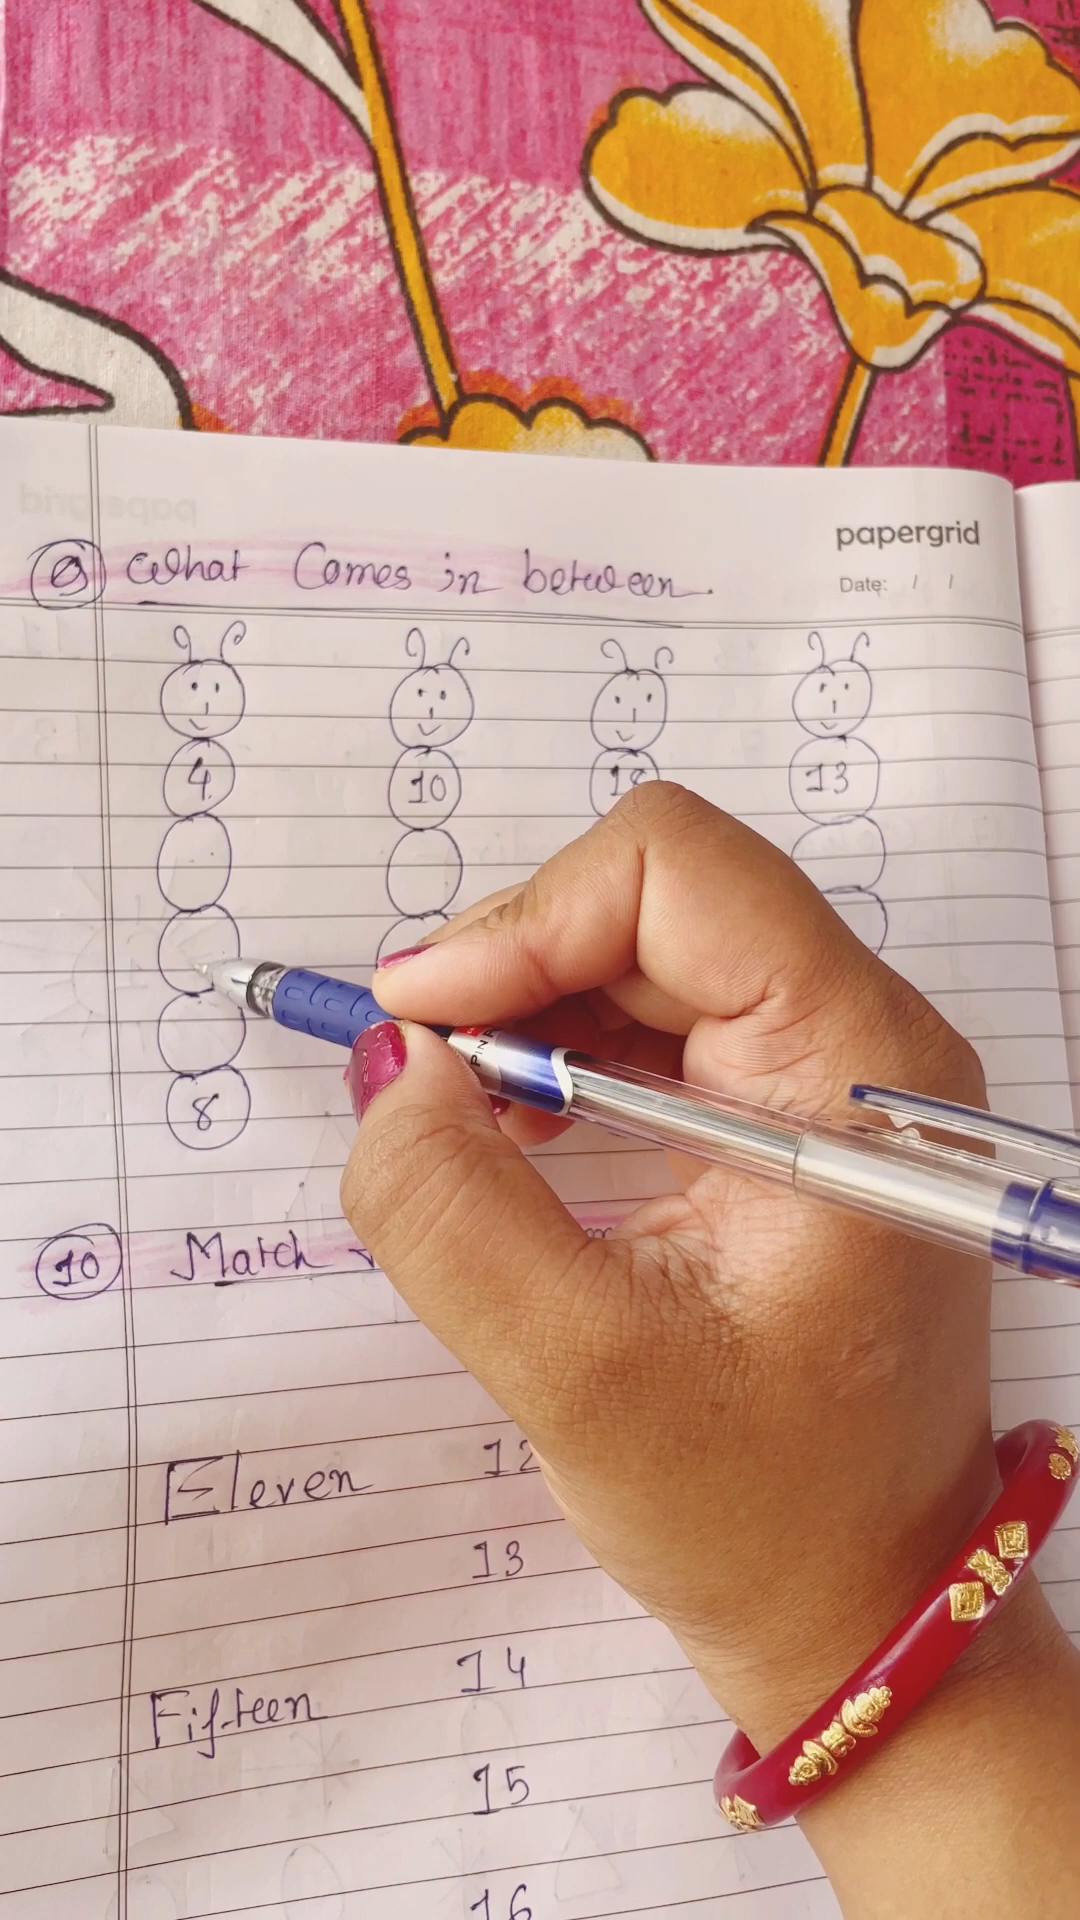 papergrid
Date: / /
9 What Comes in between.
4 10 18 13
8
10 Match
Eleven 12
13
14
Fifteen
15
16